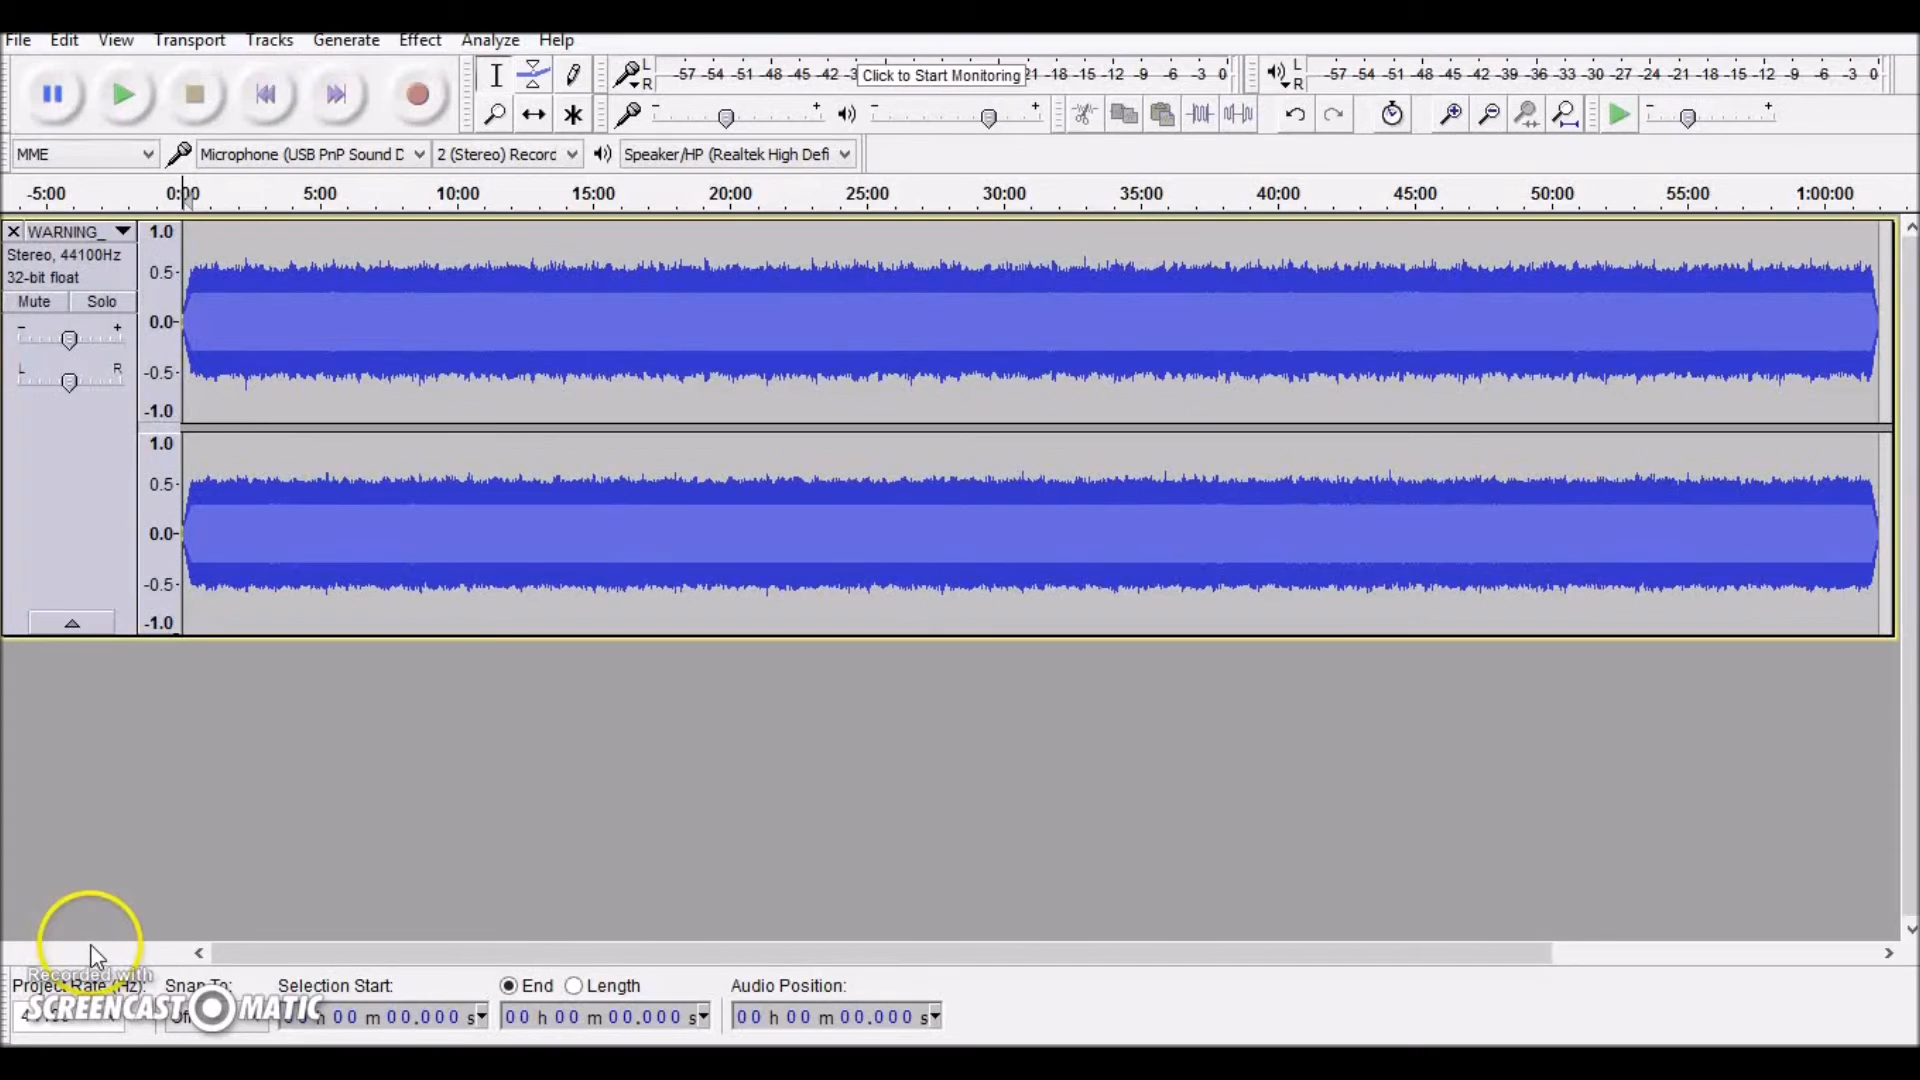 File Edit View Transport Tracks Generate Effect Analyze Help
L R -57 -54 -51 -48 -45 -42 -3 Click to Start Monitoring 21 -18 -15 -12 -9 -6 -3 0
L R -57 -54 -51 -48 -45 -42 -39 -36 -33 -30 -27 -24 -21 -18 -15 -12 -9 -6 -3 0
- + - + - +
MME Microphone (USB PnP Sound D 2 (Stereo) Record Speaker/HP (Realtek High Defi
-5:00 0:00 5:00 10:00 15:00 20:00 25:00 30:00 35:00 40:00 45:00 50:00 55:00 1:00:00
WARNING_
Stereo, 44100Hz
32-bit float
Mute Solo
- +
L R
1.0
0.5
0.0
-0.5
-1.0
1.0
0.5
0.0
-0.5
-1.0
Recorded with
SCREENCAST MATIC
Project Rate (Hz): Snap To: Selection Start: End Length Audio Position:
00 h 00 m 00.000 s 00 h 00 m 00.000 s 00 h 00 m 00.000 s